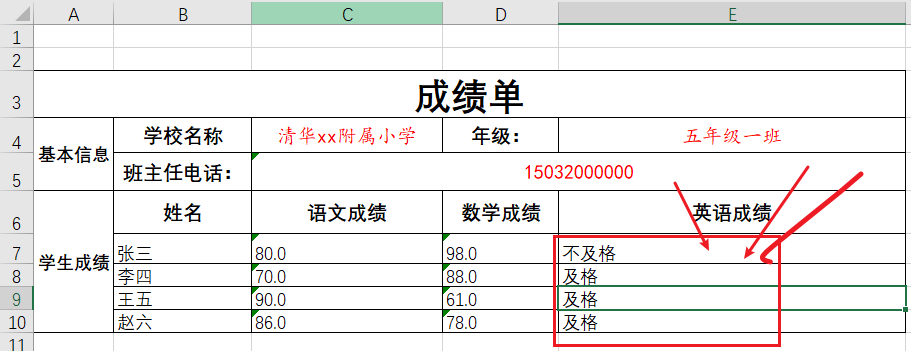 A B C D E
1
2
3 成绩单
4 基本信息 学校名称 清华xx附属小学 年级： 五年级一班
5 班主任电话： 15032000000
6 学生成绩 姓名 语文成绩 数学成绩 英语成绩
7 张三 80.0 98.0 不及格
8 李四 70.0 88.0 及格
9 王五 90.0 61.0 及格
10 赵六 86.0 78.0 及格
11